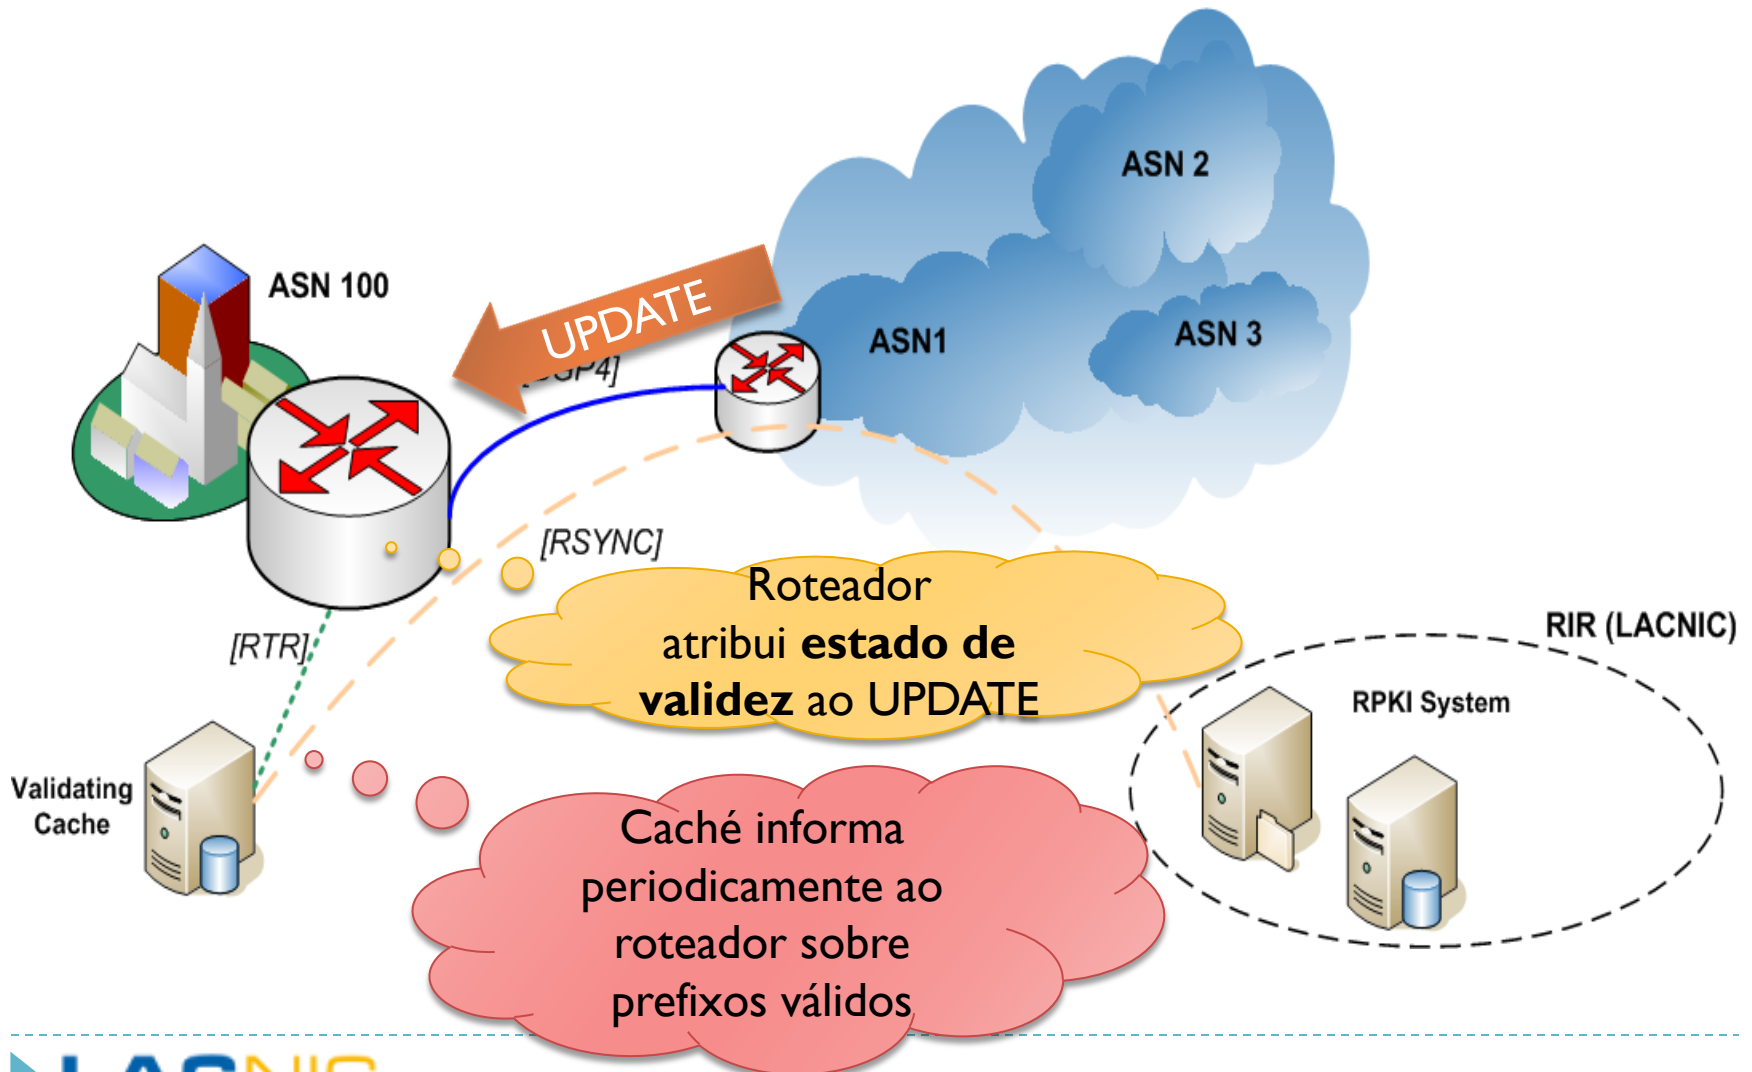 ASN 2
ASN 100
UPDATE
ASN1
ASN 3
[RSYNC]
Roteador
atribui estado de
validez ao UPDATE
RIR (LACNIC)
[RTR]
RPKI System
Validating
Cache
Caché informa
periodicamente ao
roteador sobre
prefixos válidos
LACNIC